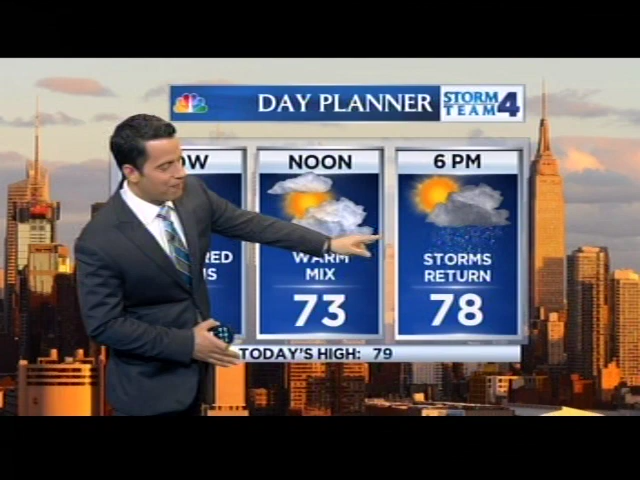 DAY PLANNER STORM TEAM 4
NOON 6 PM
WARM MIX
STORMS RETURN
73 78
TODAY'S HIGH: 79